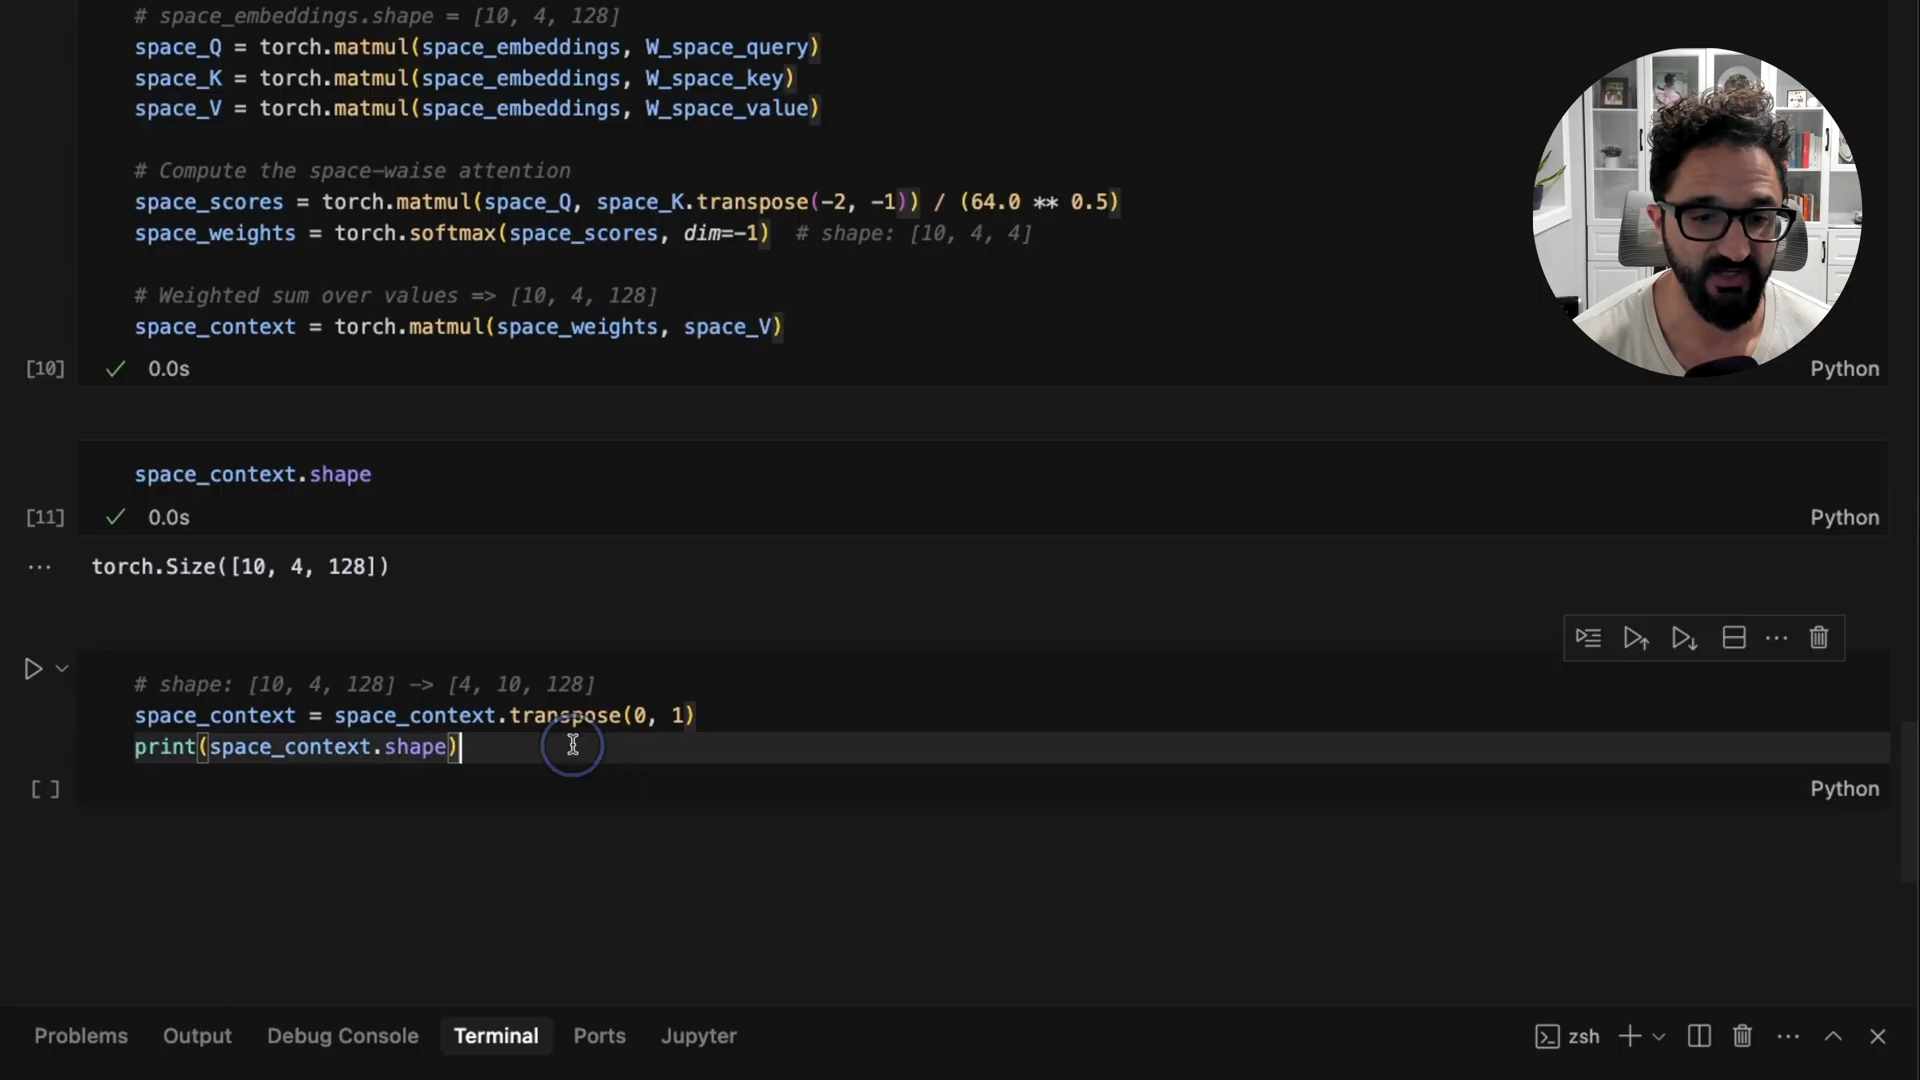 # space_embeddings.shape = [10, 4, 128]
space_Q = torch.matmul(space_embeddings, W_space_query)
space_K = torch.matmul(space_embeddings, W_space_key)
space_V = torch.matmul(space_embeddings, W_space_value)
# Compute the space-waise attention
space_scores = torch.matmul(space_Q, space_K.transpose(-2, -1)) / (64.0 ** 0.5)
space_weights = torch.softmax(space_scores, dim=-1)  # shape: [10, 4, 4]
# Weighted sum over values => [10, 4, 128]
space_context = torch.matmul(space_weights, space_V)
[10] 0.0s Python
space_context.shape
[11] 0.0s Python
... torch.Size([10, 4, 128])
# shape: [10, 4, 128] -> [4, 10, 128]
space_context = space_context.transpose(0, 1)
print(space_context.shape)
[ ] Python
Problems Output Debug Console Terminal Ports Jupyter zsh